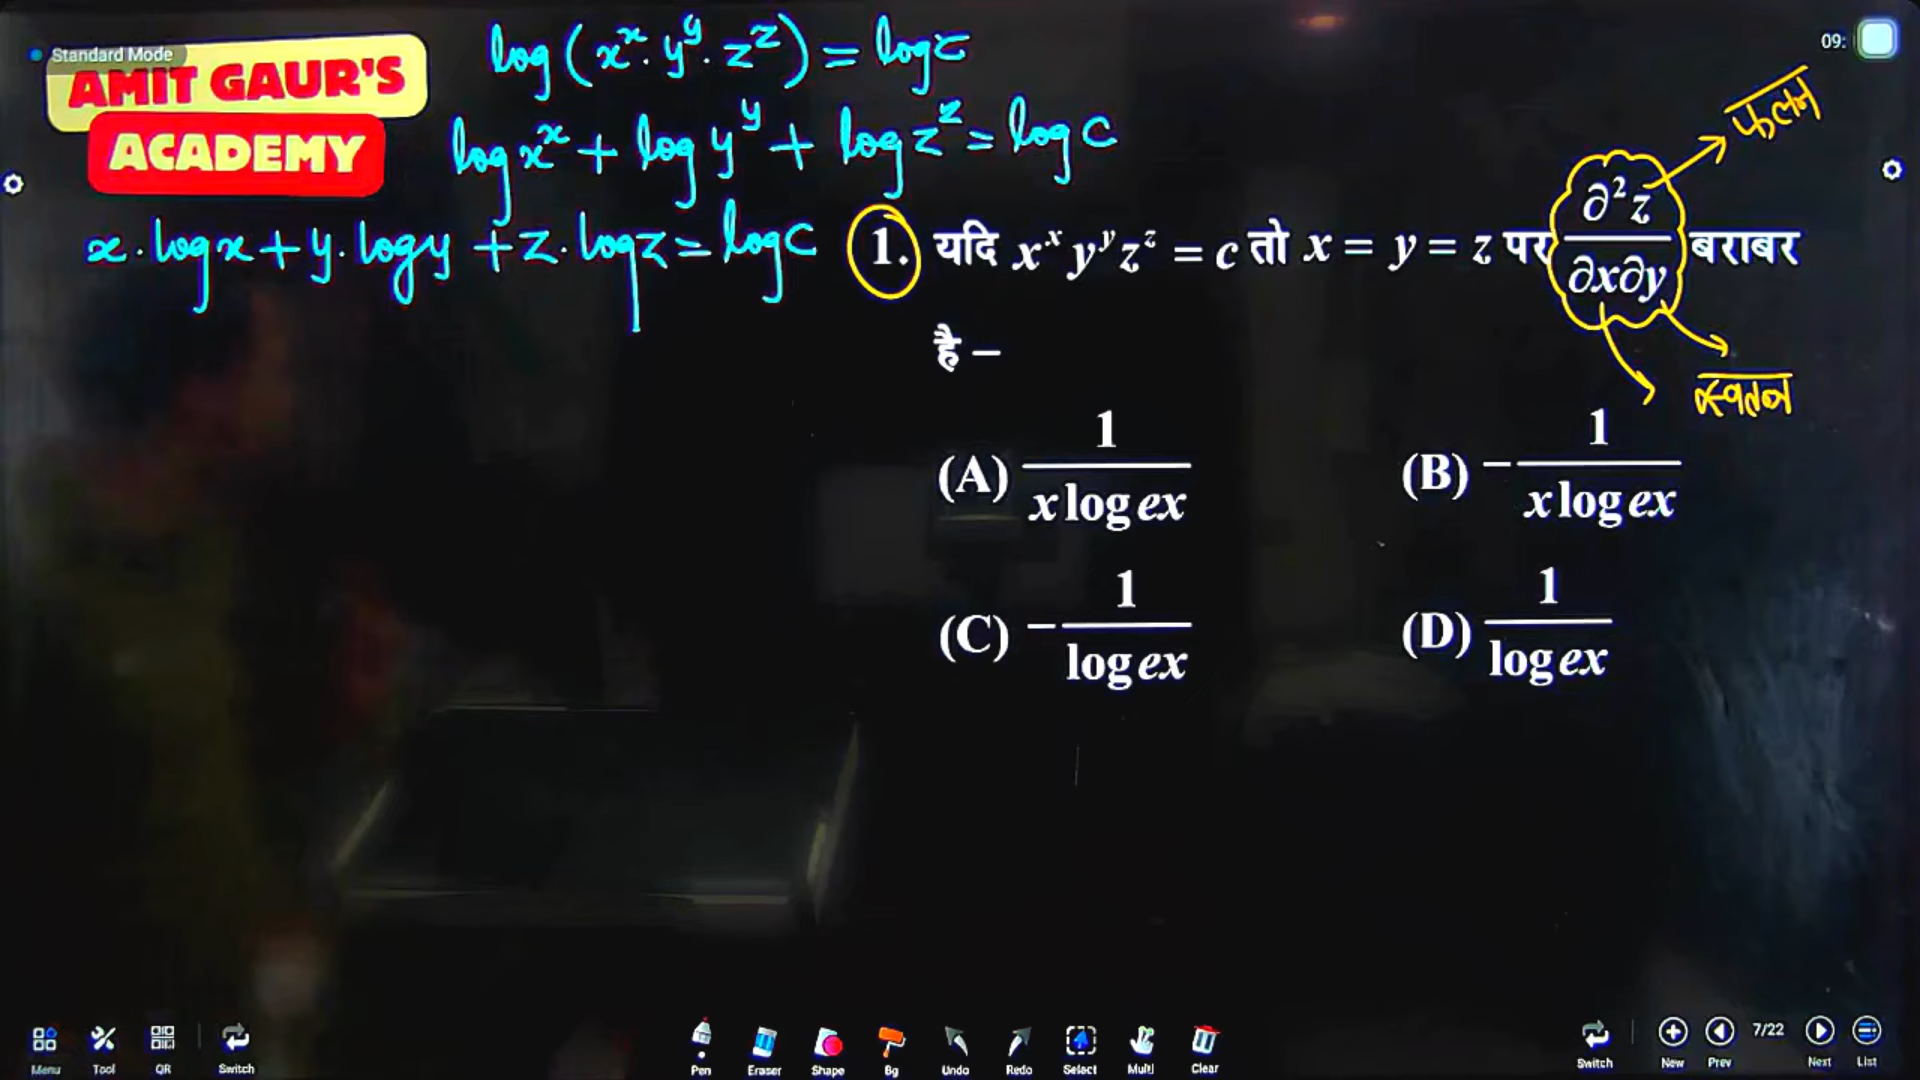 Standard Mode
09:
AMIT GAUR'S
ACADEMY
log (x^x . y^y . z^z) = log c
log x^x + log y^y + log z^z = log c
x . log x + y . log y + z . log z = log c
फलन
1. यदि x^x y^y z^z = c तो x = y = z पर ∂²z/∂x∂y बराबर
है –
(A) 1/(x log ex)
(B) – 1/(x log ex)
(C) – 1/(log ex)
(D) 1/(log ex)
Menu Tool QR Switch Pen Eraser Shape Bg Undo Redo Select Multi Clear Switch New Prev 7/22 Next List